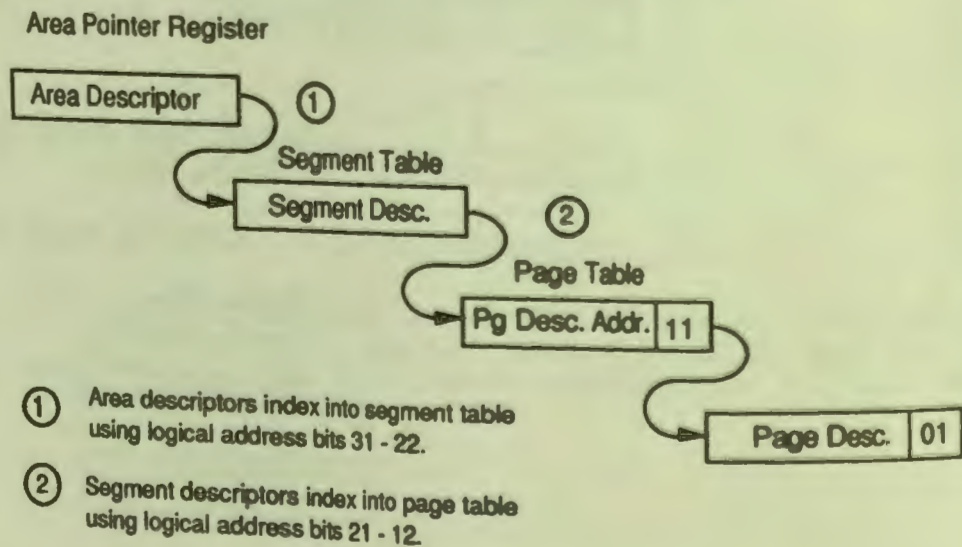 Area Pointer Register
Area Descriptor
①
Segment Table
Segment Desc.
②
Page Table
Pg Desc. Addr. 11
Page Desc. 01
① Area descriptors index into segment table
using logical address bits 31 - 22.
② Segment descriptors index into page table
using logical address bits 21 - 12.